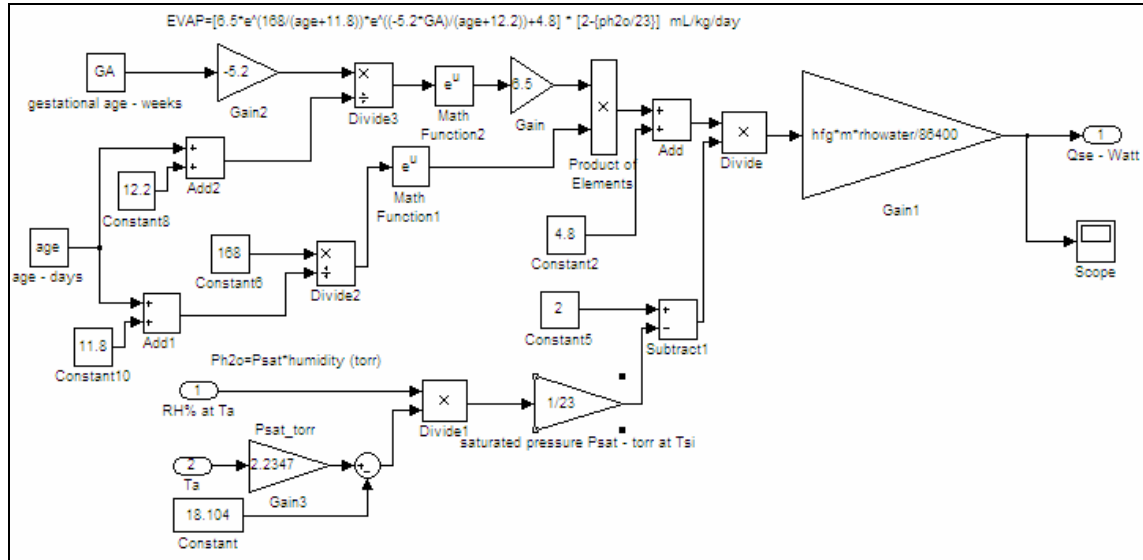 EVAP=[6.5*e^(168/(age+11.8))*e^((-5.2*GA)/(age+12.2))+4.8] * [2-{ph2o/23}] mL/kg/day
GA
gestational age - weeks
-5.2
Gain2
×
÷
Divide3
e^u
Math
Function2
6.5
Gain
×
Product of
Elements
+
+
Add
×
Divide
hfg*m*rhowater/86400
Gain1
1
Qse - Watt
Scope
+
+
Add2
12.2
Constant8
e^u
Math
Function1
age
age - days
168
Constant6
×
÷
Divide2
4.8
Constant2
+
+
Add1
11.8
Constant10
2
Constant5
+
-
Subtract1
Ph2o=Psat*humidity (torr)
1
RH% at Ta
×
Divide1
1/23
saturated pressure Psat - torr at Tsi
Psat_torr
2
Ta
2.2347
Gain3
+
-
18.104
Constant